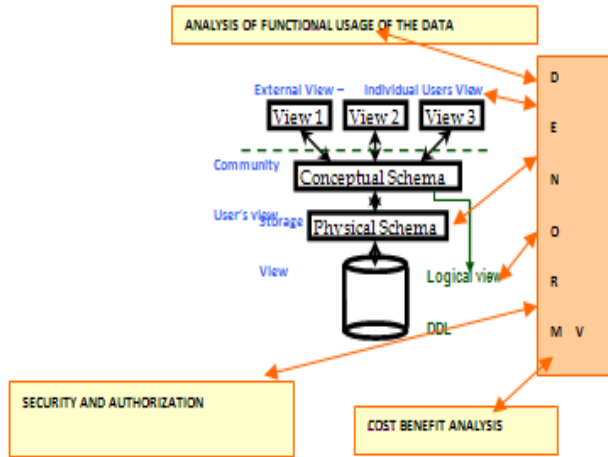 ANALYSIS OF FUNCTIONAL USAGE OF THE DATA
D
External View – Individual Users View
View 1 View 2 View 3
E
Community
Conceptual Schema
N
User's view
Storage
Physical Schema
O
View
Logical view
R
DDL
M V
SECURITY AND AUTHORIZATION
COST BENEFIT ANALYSIS